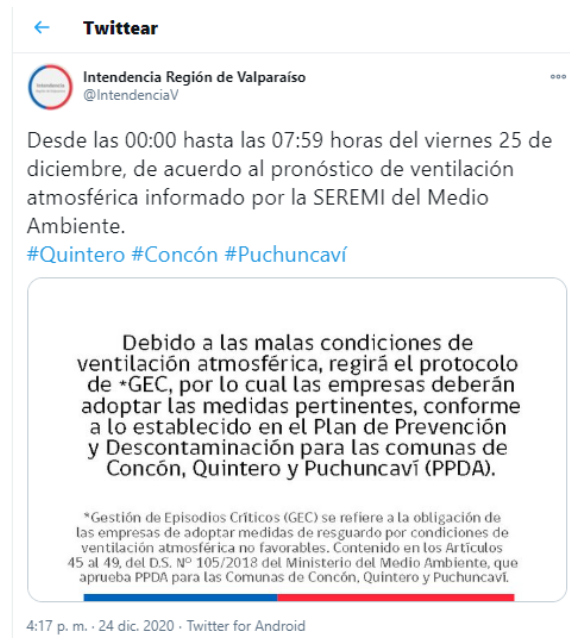 ← Twittear
Intendencia Región de Valparaíso
@IntendenciaV
Desde las 00:00 hasta las 07:59 horas del viernes 25 de
diciembre, de acuerdo al pronóstico de ventilación
atmosférica informado por la SEREMI del Medio
Ambiente.
#Quintero #Concón #Puchuncaví
Debido a las malas condiciones de
ventilación atmosférica, regirá el protocolo
de *GEC, por lo cual las empresas deberán
adoptar las medidas pertinentes, conforme
a lo establecido en el Plan de Prevención
y Descontaminación para las comunas de
Concón, Quintero y Puchuncaví (PPDA).
*Gestión de Episodios Críticos (GEC) se refiere a la obligación de
las empresas de adoptar medidas de resguardo por condiciones de
ventilación atmosférica no favorables. Contenido en los Artículos
45 al 49, del D.S. Nº 105/2018 del Ministerio del Medio Ambiente, que
aprueba PPDA para las Comunas de Concón, Quintero y Puchuncaví.
4:17 p. m. · 24 dic. 2020 · Twitter for Android